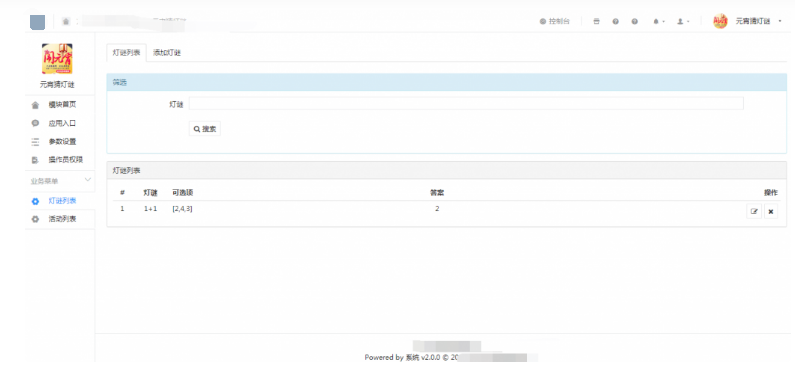 控制台
元宵猜灯谜
闹元宵
元宵猜灯谜
模块首页
应用入口
参数设置
操作员权限
业务菜单
灯谜列表
活动列表
灯谜列表 添加灯谜
筛选
灯谜
搜索
灯谜列表
# 灯谜 可选项 答案 操作
1 1+1 [2,4,3] 2
Powered by 系统 v2.0.0 © 20